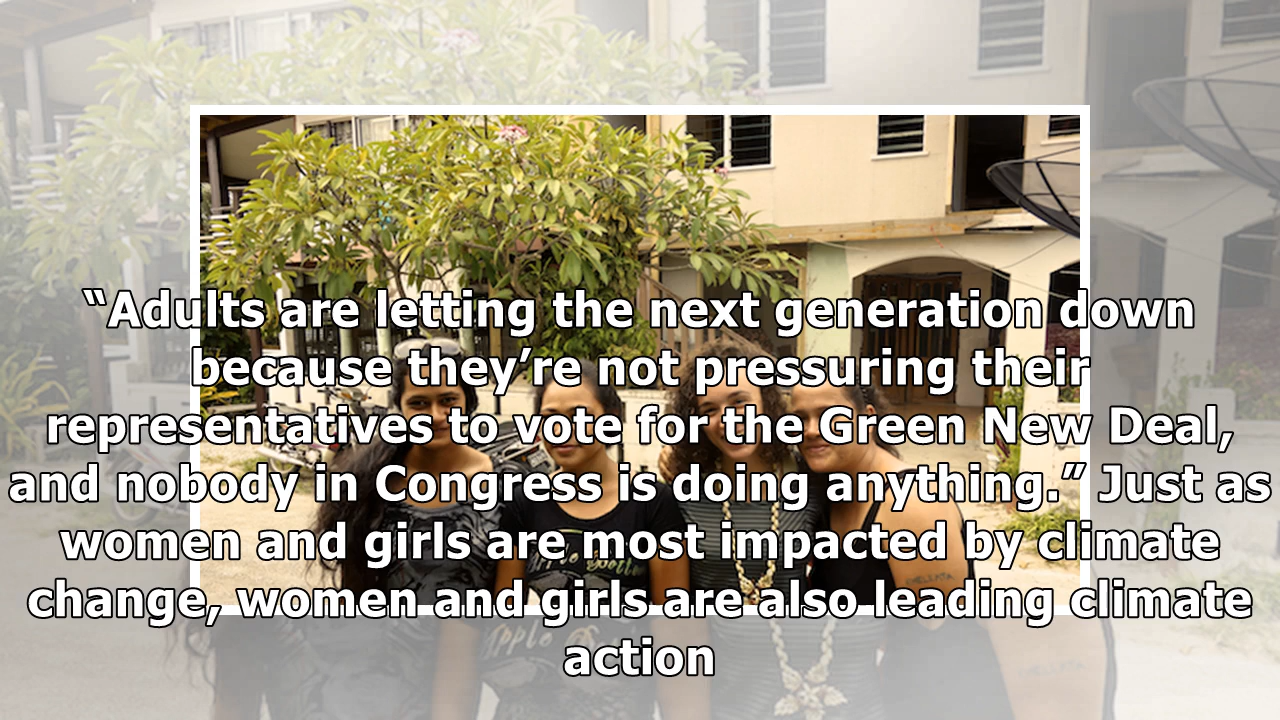 “Adults are letting the next generation down
because they’re not pressuring their
representatives to vote for the Green New Deal,
and nobody in Congress is doing anything.” Just as
women and girls are most impacted by climate
change, women and girls are also leading climate
action